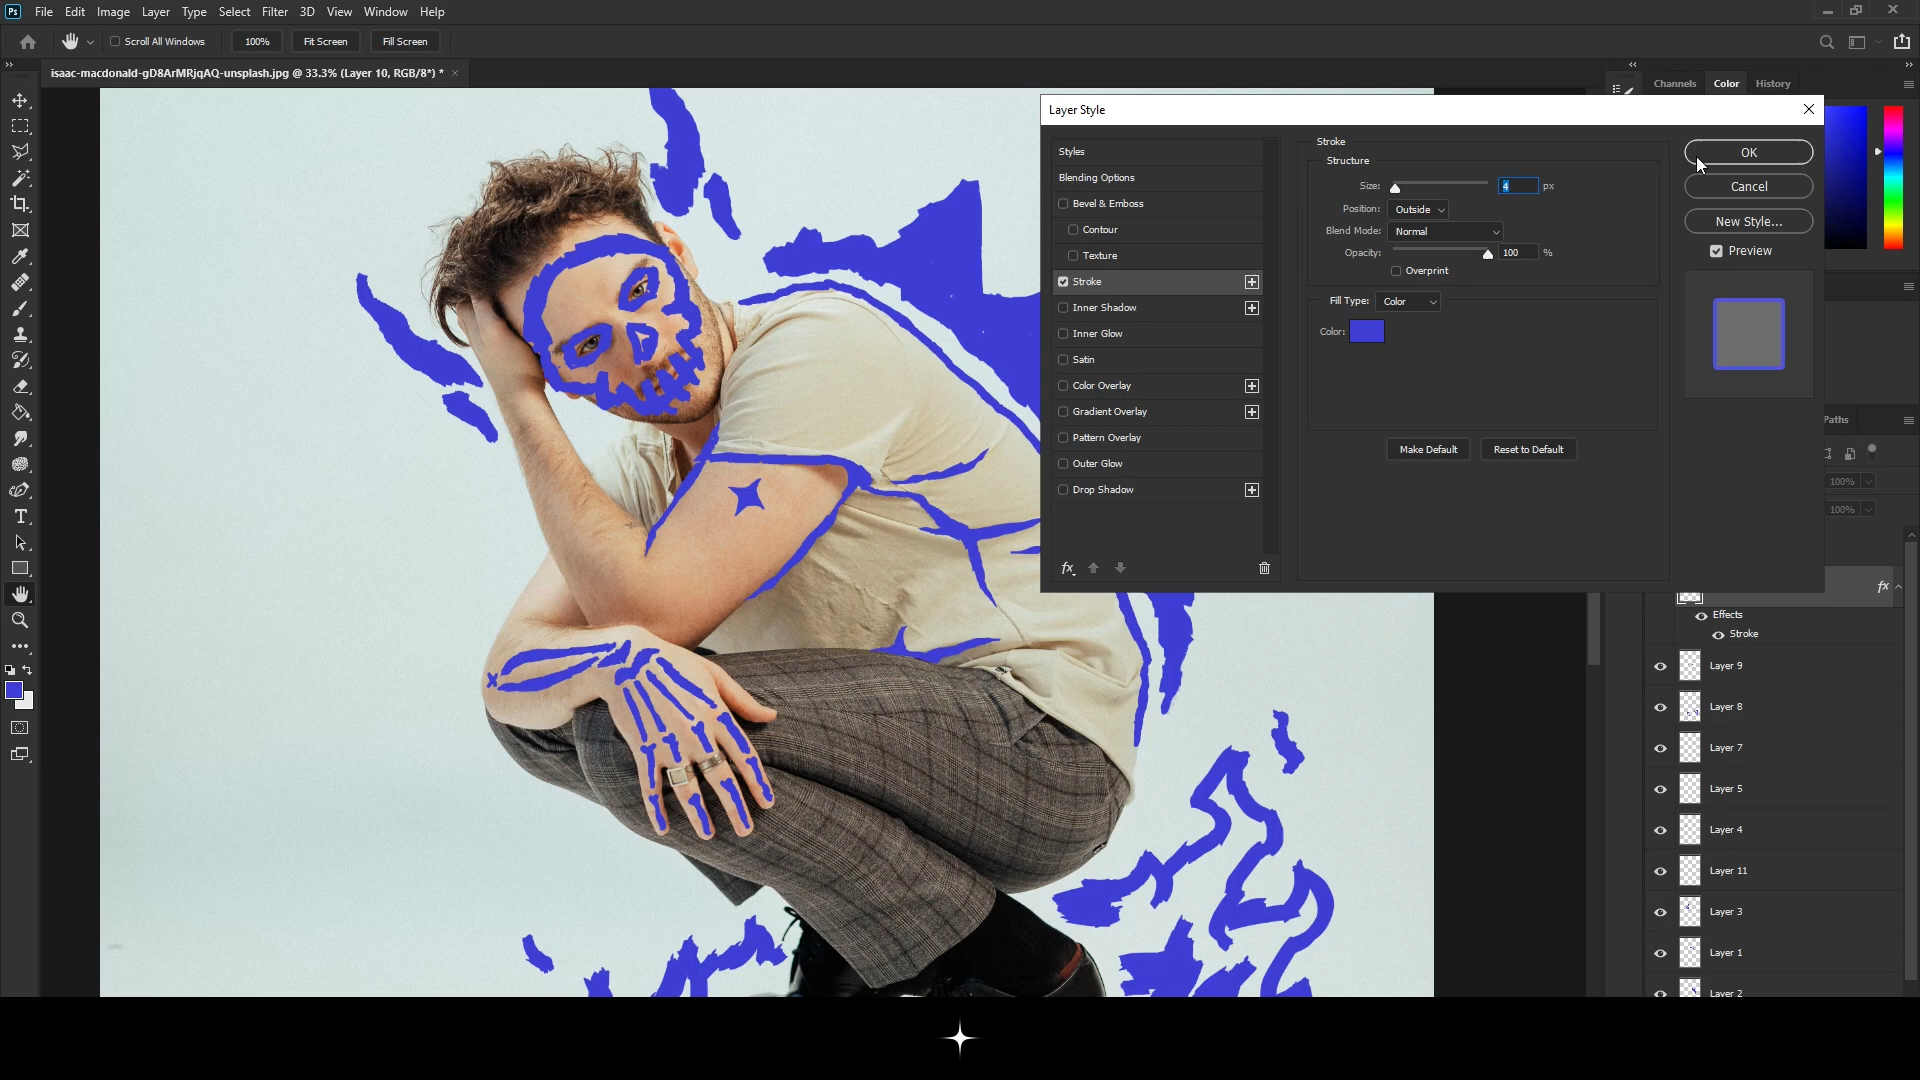 Ps File Edit Image Layer Type Select Filter 3D View Window Help
Scroll All Windows 100% Fit Screen Fill Screen
isaac-macdonald-gD8ArMRjqAQ-unsplash.jpg @ 33.3% (Layer 10, RGB/8*) *
Channels Color History
Layer Style
Styles
Blending Options
Bevel & Emboss
Contour
Texture
Stroke
Inner Shadow
Inner Glow
Satin
Color Overlay
Gradient Overlay
Pattern Overlay
Outer Glow
Drop Shadow
fx
Stroke
Structure
Size: 4 px
Position: Outside
Blend Mode: Normal
Opacity: 100 %
Overprint
Fill Type: Color
Color:
Make Default Reset to Default
OK
Cancel
New Style...
Preview
Paths
100%
100%
fx
Effects
Stroke
Layer 9
Layer 8
Layer 7
Layer 5
Layer 4
Layer 11
Layer 3
Layer 1
Layer 2